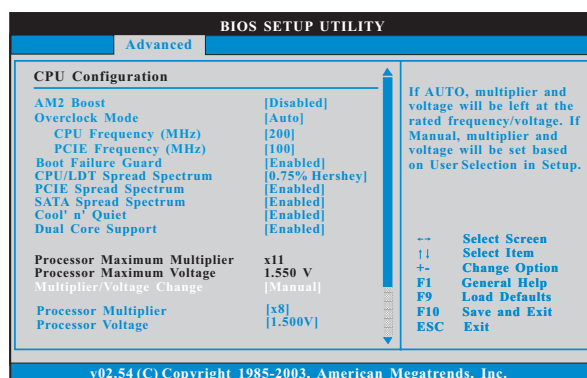 BIOS SETUP UTILITY
Advanced
CPU Configuration
AM2 Boost [Disabled]
Overclock Mode [Auto]
CPU Frequency (MHz) [200]
PCIE Frequency (MHz) [100]
Boot Failure Guard [Enabled]
CPU/LDT Spread Spectrum [0.75% Hershey]
PCIE Spread Spectrum [Enabled]
SATA Spread Spectrum [Enabled]
Cool' n' Quiet [Enabled]
Dual Core Support [Enabled]
Processor Maximum Multiplier x11
Processor Maximum Voltage 1.550 V
Multiplier/Voltage Change [Manual]
Processor Multiplier [x8]
Processor Voltage [1.500V]
If AUTO, multiplier and
voltage will be left at the
rated frequency/voltage. If
Manual, multiplier and
voltage will be set based
on User Selection in Setup.
←→ Select Screen
↑↓ Select Item
+- Change Option
F1 General Help
F9 Load Defaults
F10 Save and Exit
ESC Exit
v02.54 (C) Copyright 1985-2003, American Megatrends, Inc.